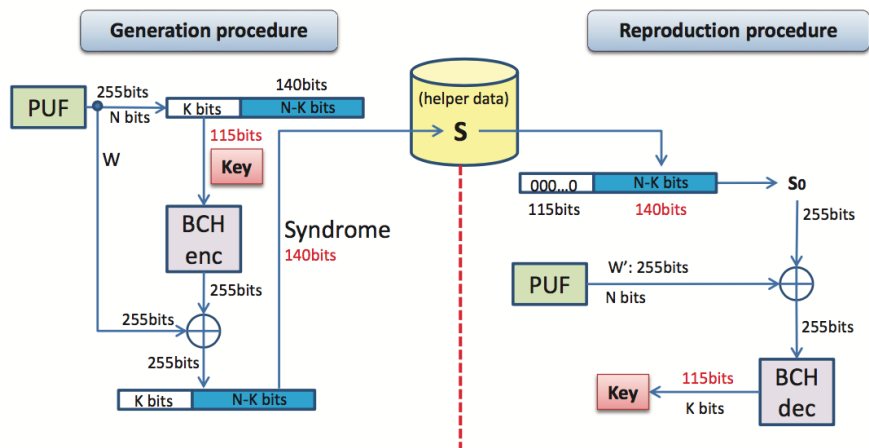 Generation procedure
Reproduction procedure
PUF
255bits
N bits
140bits
K bits
N-K bits
W
115bits
Key
BCH
enc
255bits
255bits
255bits
K bits
N-K bits
Syndrome
140bits
(helper data)
S
000...0
N-K bits
115bits
140bits
So
255bits
PUF
W': 255bits
N bits
255bits
BCH
dec
115bits
K bits
Key